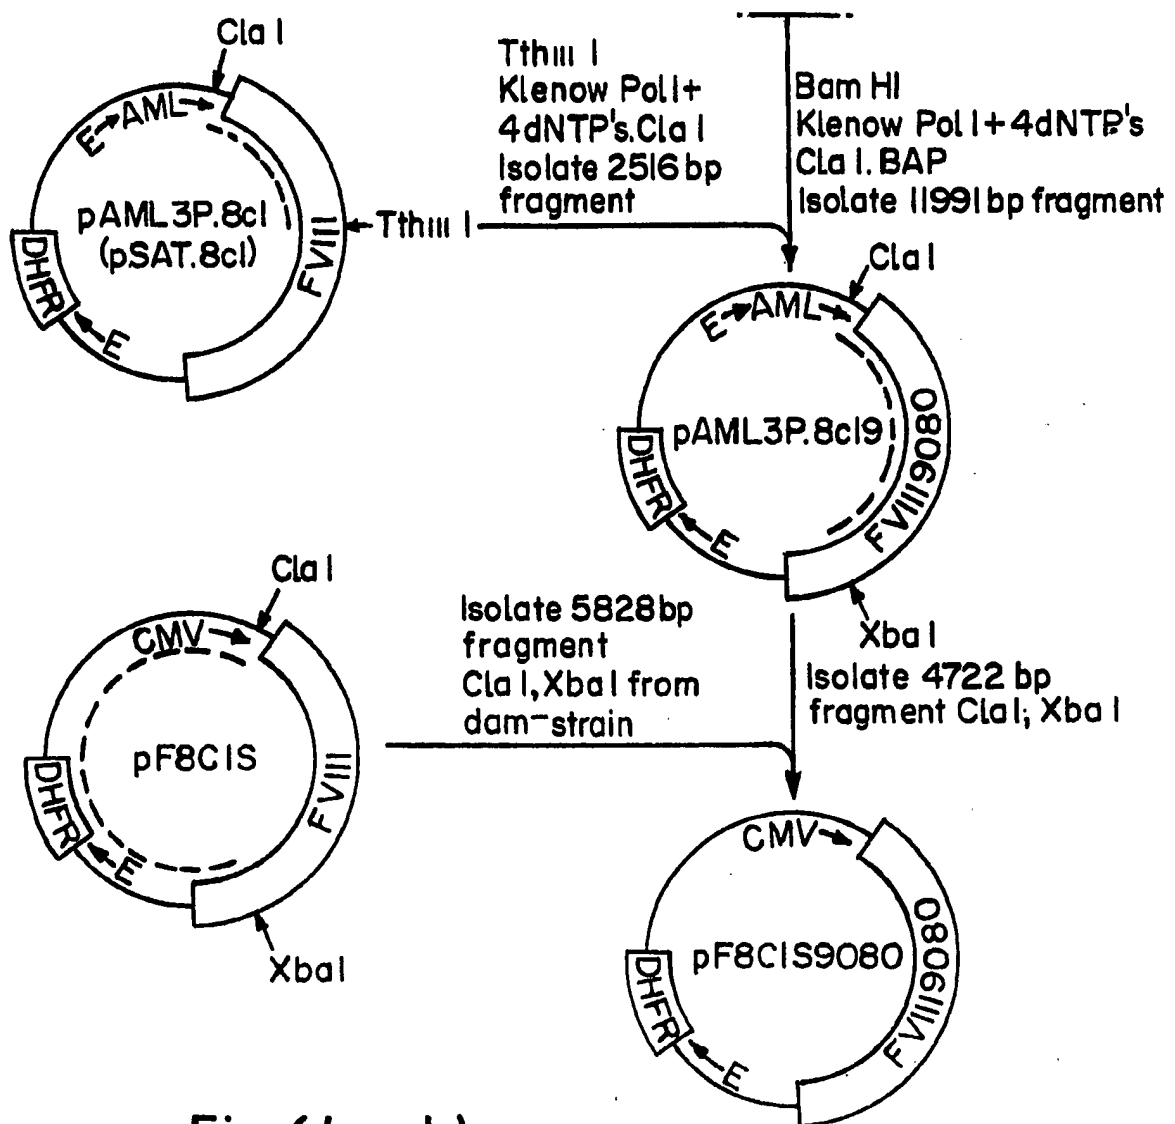 Cla I
E AML
pAML3P.8cI
(pSAT.8cI)
FVIII
DHFR
E
TthIII I
TthIII I
Klenow Pol I+
4dNTP's.Cla I
Isolate 2516 bp
fragment
Bam HI
Klenow Pol I+4dNTP's
Cla I. BAP
Isolate 11991 bp fragment
Cla I
E AML
pAML3P.8cI91
FVIII9080
DHFR
E
Xba I
Cla I
CMV
pF8CIS
FVIII
DHFR
E
Xba I
Isolate 5828 bp
fragment
Cla I, Xba I from
dam-strain
Isolate 4722 bp
fragment Cla I; Xba I
CMV
pF8CIS9080
FVIII9080
DHFR
E